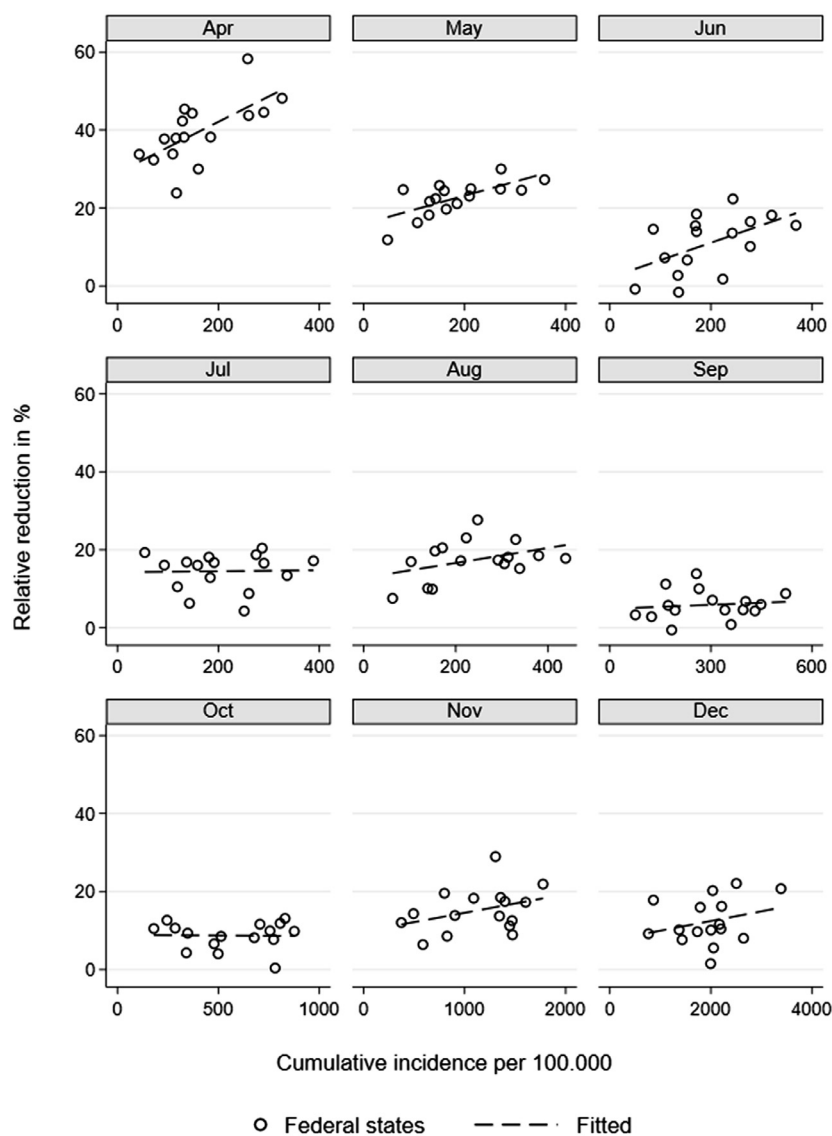 Apr May Jun
60
40
20
0
0 200 400 0 200 400 0 200 400
Jul Aug Sep
60
40
20
0
0 100 200 300 400 0 200 400 0 300 600
Oct Nov Dec
60
40
20
0
0 500 1000 0 1000 2000 0 2000 4000
Relative reduction in %
Cumulative incidence per 100.000
Federal states Fitted